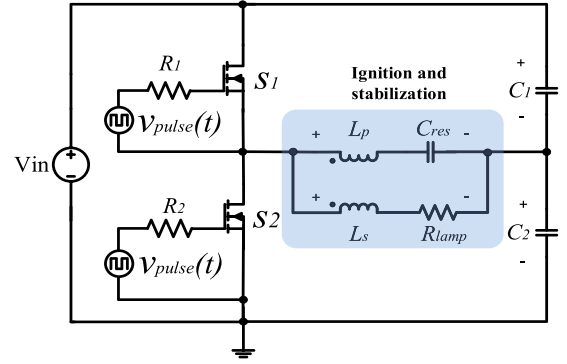 R1
S1
vpulse(t)
Ignition and
stabilization
+
Lp
Cres
-
+
C1
-
Vin
+
-
R2
S2
vpulse(t)
+
Ls
Rlamp
-
+
C2
-